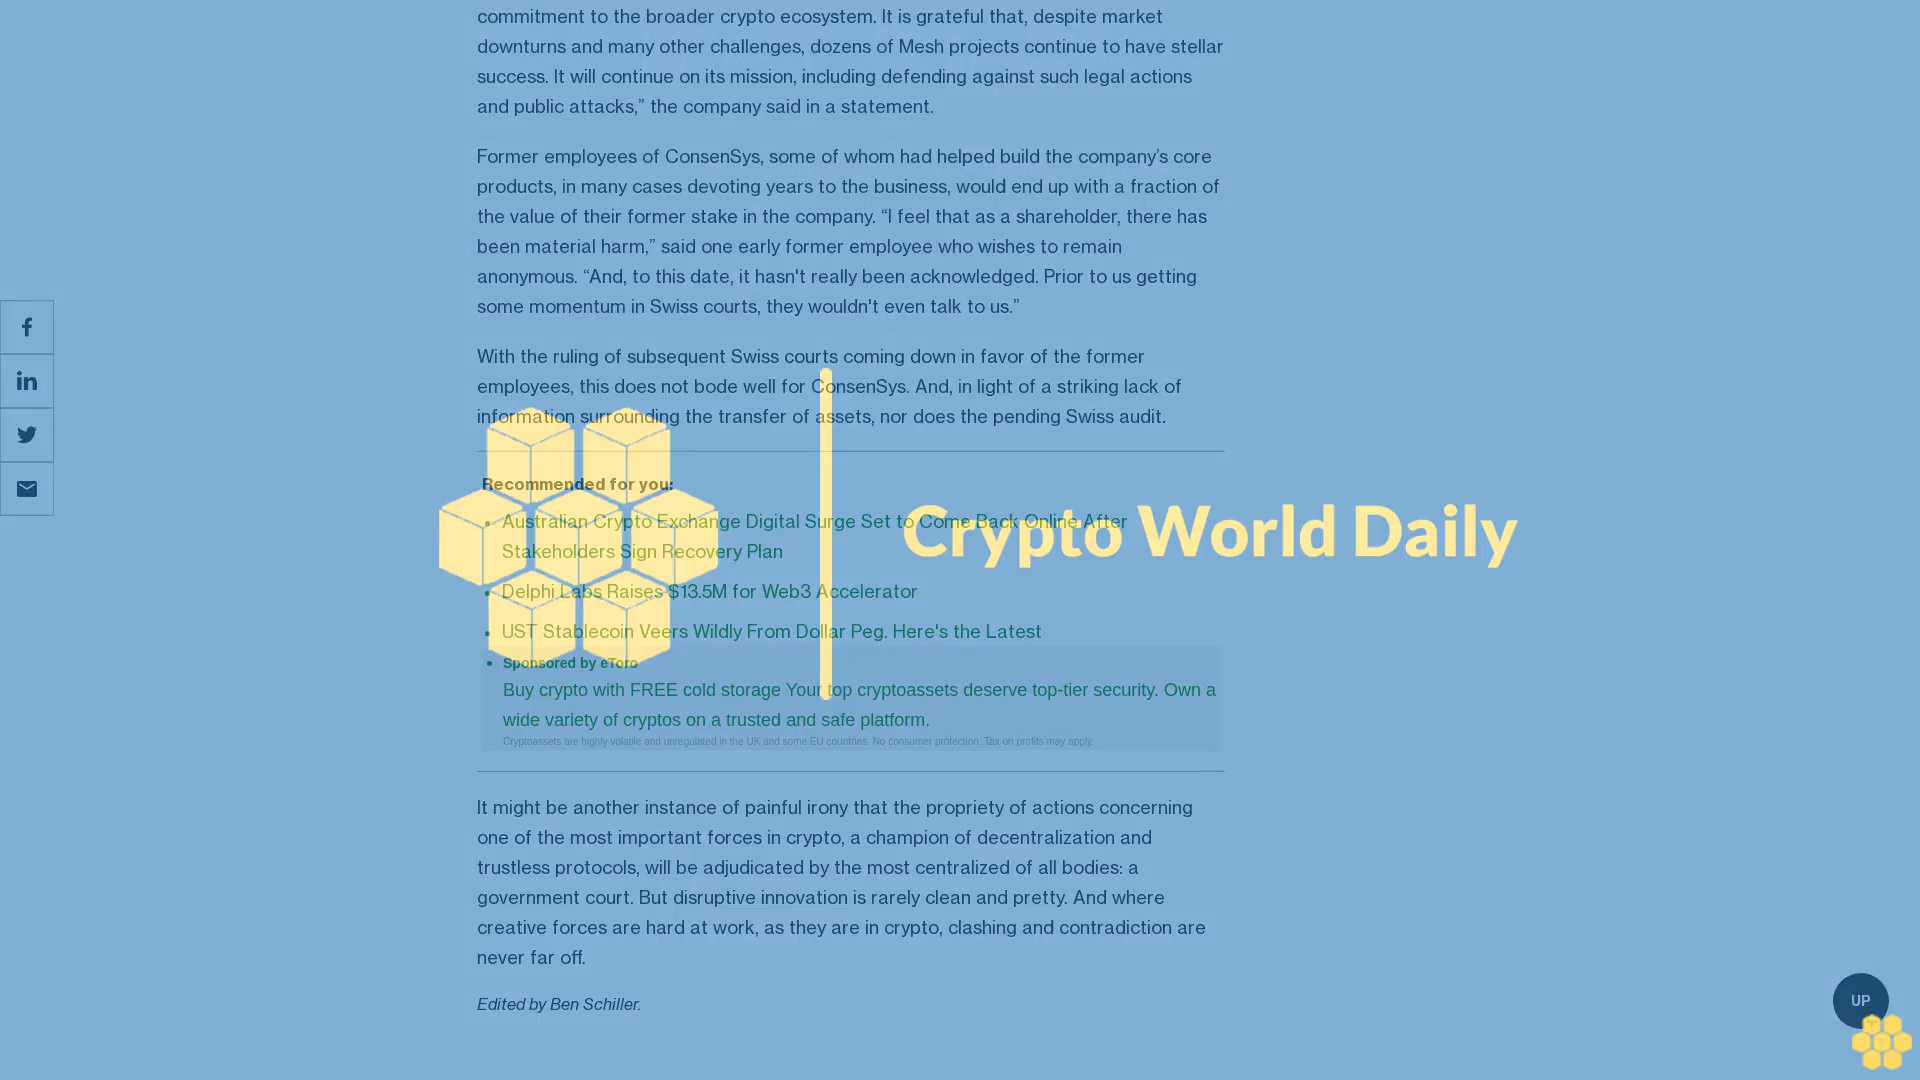 commitment to the broader crypto ecosystem. It is grateful that, despite market
downturns and many other challenges, dozens of Mesh projects continue to have stellar
success. It will continue on its mission, including defending against such legal actions
and public attacks,” the company said in a statement.
Former employees of ConsenSys, some of whom had helped build the company’s core
products, in many cases devoting years to the business, would end up with a fraction of
the value of their former stake in the company. “I feel that as a shareholder, there has
been material harm,” said one early former employee who wishes to remain
anonymous. “And, to this date, it hasn't really been acknowledged. Prior to us getting
some momentum in Swiss courts, they wouldn't even talk to us.”
With the ruling of subsequent Swiss courts coming down in favor of the former
employees, this does not bode well for ConsenSys. And, in light of a striking lack of
information surrounding the transfer of assets, nor does the pending Swiss audit.
Recommended for you:
• Australian Crypto Exchange Digital Surge Set to Come Back Online After
Stakeholders Sign Recovery Plan
• Delphi Labs Raises $13.5M for Web3 Accelerator
• UST Stablecoin Veers Wildly From Dollar Peg. Here's the Latest
• Sponsored by eToro
Buy crypto with FREE cold storage Your top cryptoassets deserve top-tier security. Own a
wide variety of cryptos on a trusted and safe platform.
Cryptoassets are highly volatile and unregulated in the UK and some EU countries. No consumer protection. Tax on profits may apply.
Crypto World Daily
It might be another instance of painful irony that the propriety of actions concerning
one of the most important forces in crypto, a champion of decentralization and
trustless protocols, will be adjudicated by the most centralized of all bodies: a
government court. But disruptive innovation is rarely clean and pretty. And where
creative forces are hard at work, as they are in crypto, clashing and contradiction are
never far off.
Edited by Ben Schiller.
UP